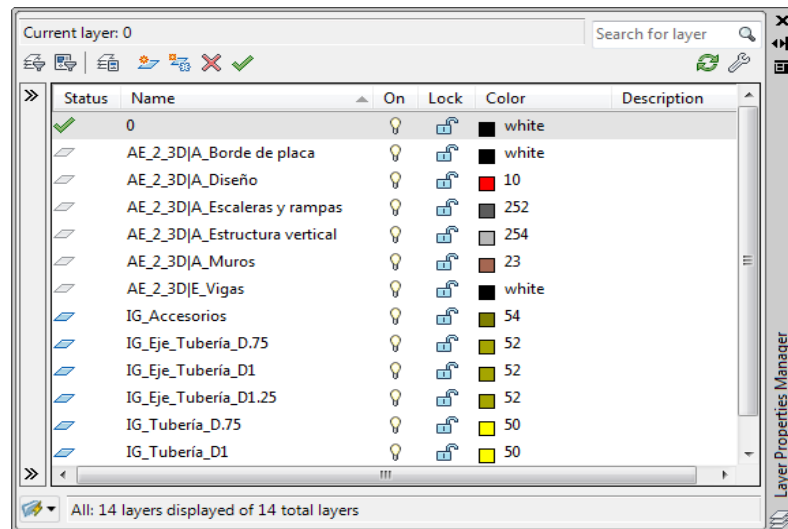 Current layer: 0
Search for layer
Status Name On Lock Color Description
0 white
AE_2_3D|A_Borde de placa white
AE_2_3D|A_Diseño 10
AE_2_3D|A_Escaleras y rampas 252
AE_2_3D|A_Estructura vertical 254
AE_2_3D|A_Muros 23
AE_2_3D|E_Vigas white
IG_Accesorios 54
IG_Eje_Tubería_D.75 52
IG_Eje_Tubería_D1 52
IG_Eje_Tubería_D1.25 52
IG_Tubería_D.75 50
IG_Tubería_D1 50
All: 14 layers displayed of 14 total layers
Layer Properties Manager